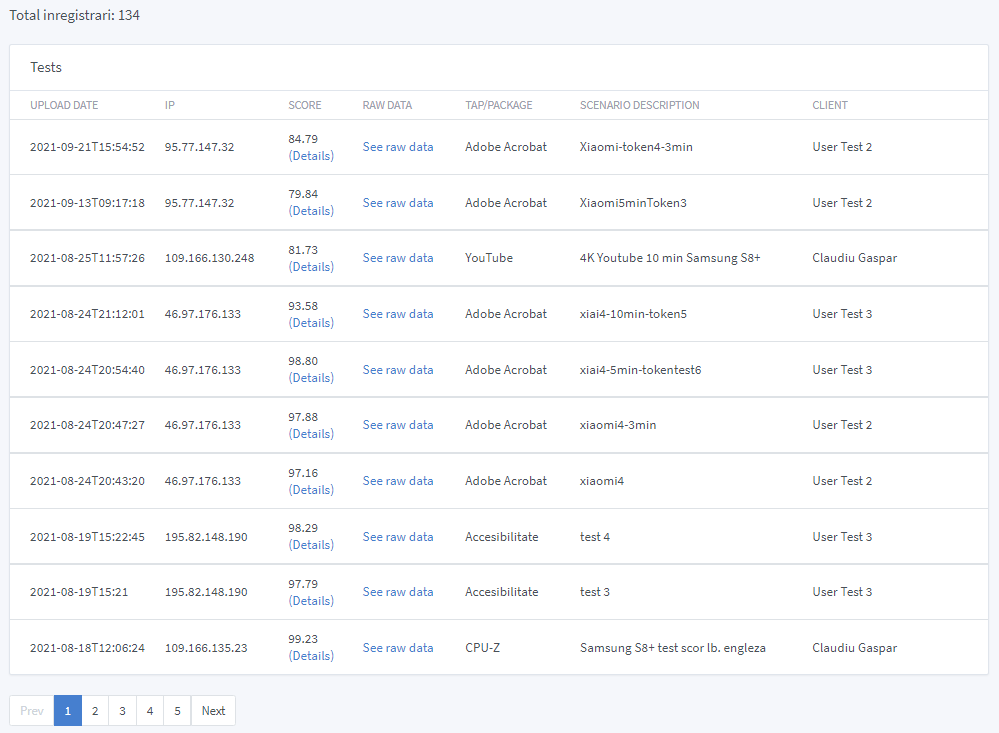 Total inregistrari: 134
Tests
UPLOAD DATE IP SCORE RAW DATA TAP/PACKAGE SCENARIO DESCRIPTION CLIENT
2021-09-21T15:54:52 95.77.147.32 84.79 (Details) See raw data Adobe Acrobat Xiaomi-token4-3min User Test 2
2021-09-13T09:17:18 95.77.147.32 79.84 (Details) See raw data Adobe Acrobat Xiaomi5minToken3 User Test 2
2021-08-25T11:57:26 109.166.130.248 81.73 (Details) See raw data YouTube 4K Youtube 10 min Samsung S8+ Claudiu Gaspar
2021-08-24T21:12:01 46.97.176.133 93.58 (Details) See raw data Adobe Acrobat xiai4-10min-token5 User Test 3
2021-08-24T20:54:40 46.97.176.133 98.80 (Details) See raw data Adobe Acrobat xiai4-5min-tokentest6 User Test 3
2021-08-24T20:47:27 46.97.176.133 97.88 (Details) See raw data Adobe Acrobat xiaomi4-3min User Test 2
2021-08-24T20:43:20 46.97.176.133 97.16 (Details) See raw data Adobe Acrobat xiaomi4 User Test 2
2021-08-19T15:22:45 195.82.148.190 98.29 (Details) See raw data Accesibilitate test 4 User Test 3
2021-08-19T15:21 195.82.148.190 97.79 (Details) See raw data Accesibilitate test 3 User Test 3
2021-08-18T12:06:24 109.166.135.23 99.23 (Details) See raw data CPU-Z Samsung S8+ test scor lb. engleza Claudiu Gaspar
Prev 1 2 3 4 5 Next